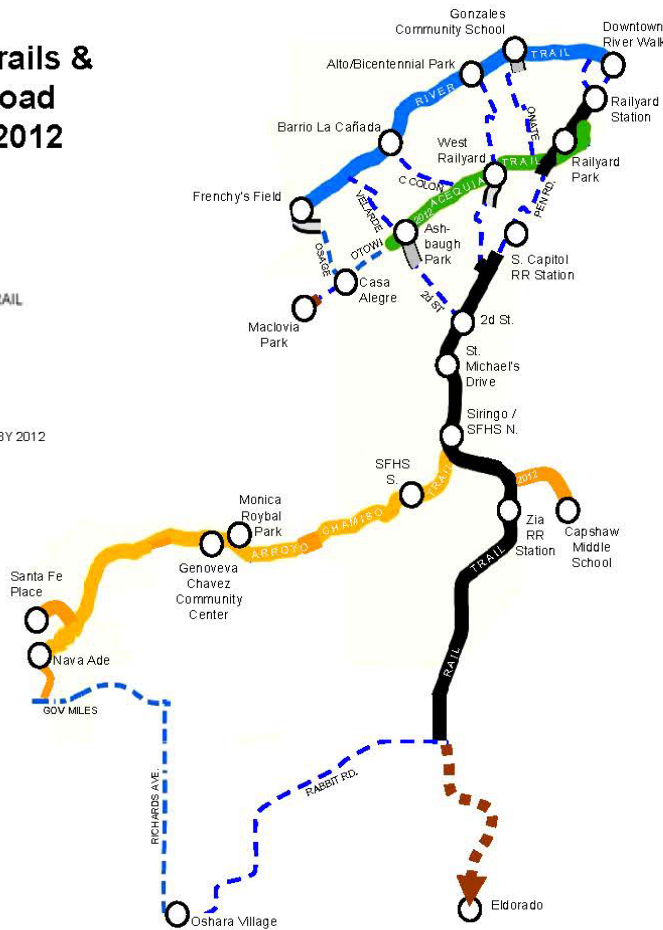 rails &
oad
2012
AIL
BY 2012
Gonzales
Community School
Downtown
River Walk
TRAIL
Alto/Bicentennial Park
RIVER
Railyard
Station
ONATE
Barrio La Cañada
West
Railyard
TRAIL
Railyard
Park
C COLON
ACEQUIA
PEN RD.
Frenchy's Field
VELARDE
2012
OSAGE
OTOWI
Ash-
baugh
Park
S. Capitol
RR Station
Casa
Alegre
2d ST
Maclovia
Park
2d St.
St.
Michael's
Drive
Siringo /
SFHS N.
SFHS
S.
TRAIL
2012
Monica
Roybal
Park
CHAMISO
ARROYO
Zia
RR
Station
Capshaw
Middle
School
Genoveva
Chavez
Community
Center
TRAIL
Santa Fe
Place
Nava Ade
RAIL
GOV MILES
RICHARDS AVE.
RABBIT RD.
Oshara Village
Eldorado